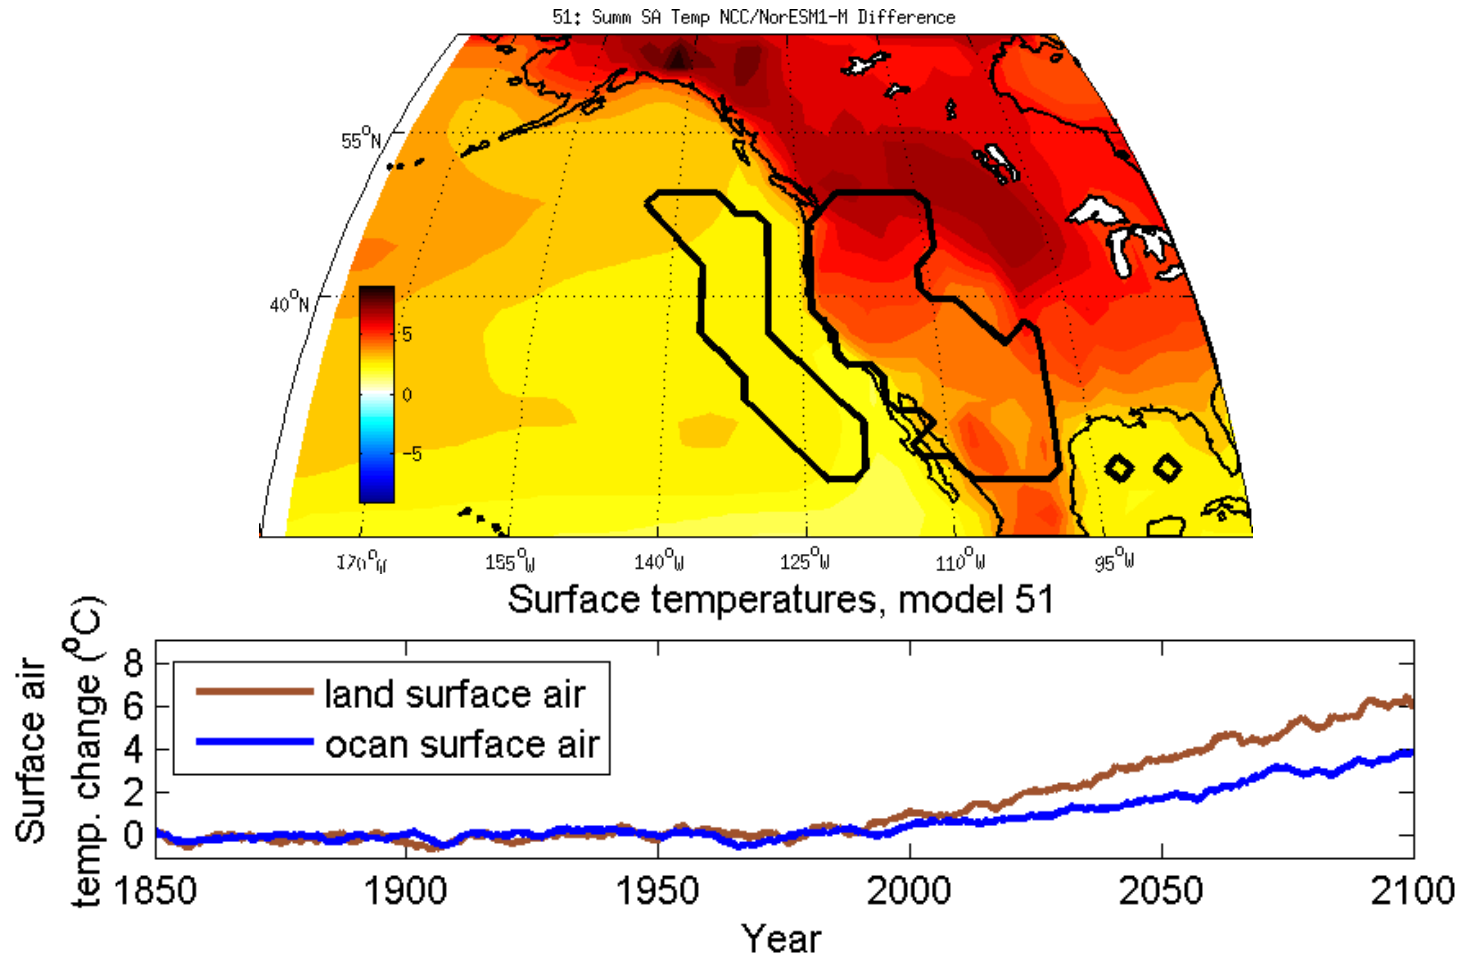 51: Summ SA Temp NCC/NorESM1-M Difference
55°N
40°N
5
0
-5
170°W 155°W 140°W 125°W 110°W 95°W
Surface temperatures, model 51
Surface air
temp. change (°C)
8
6
4
2
0
land surface air
ocan surface air
1850 1900 1950 2000 2050 2100
Year